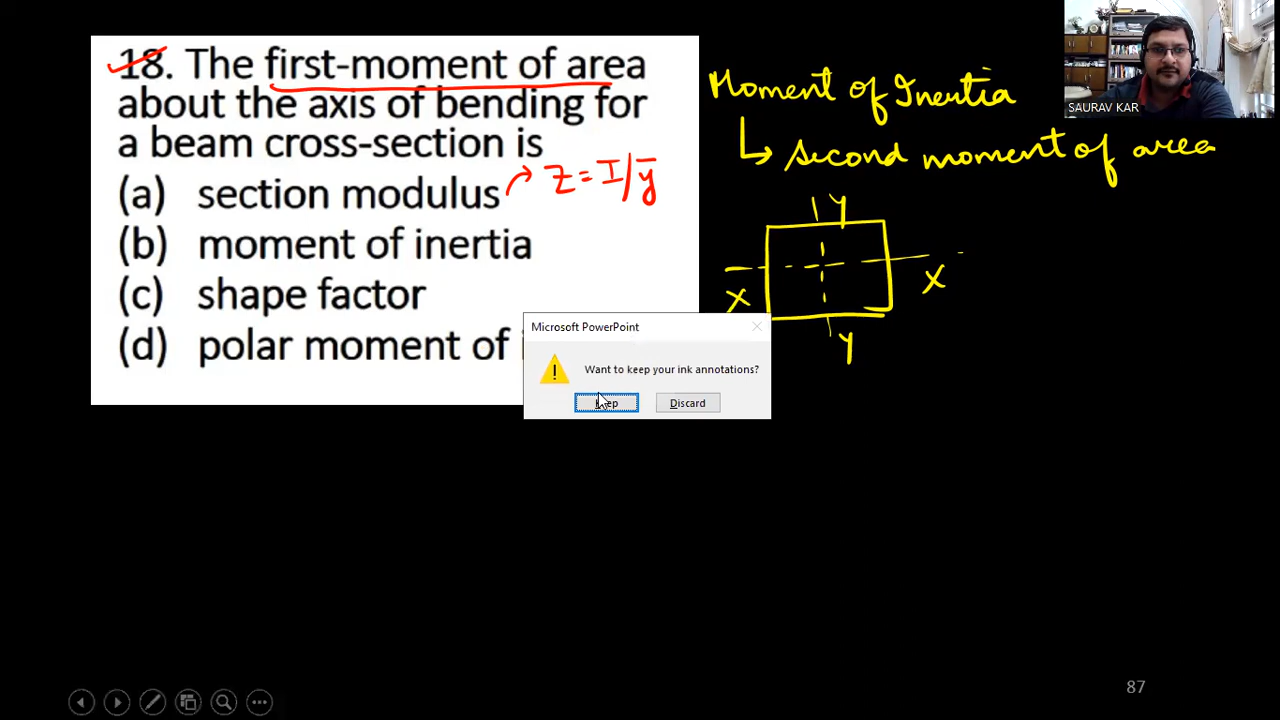 18. The first-moment of area
about the axis of bending for
a beam cross-section is
(a) section modulus
Z = I/y̅
(b) moment of inertia
(c) shape factor
(d) polar moment of
Moment of Inertia
Second moment of area
y
X
X
y
SAURAV KAR
Microsoft PowerPoint
Want to keep your ink annotations?
Discard
87